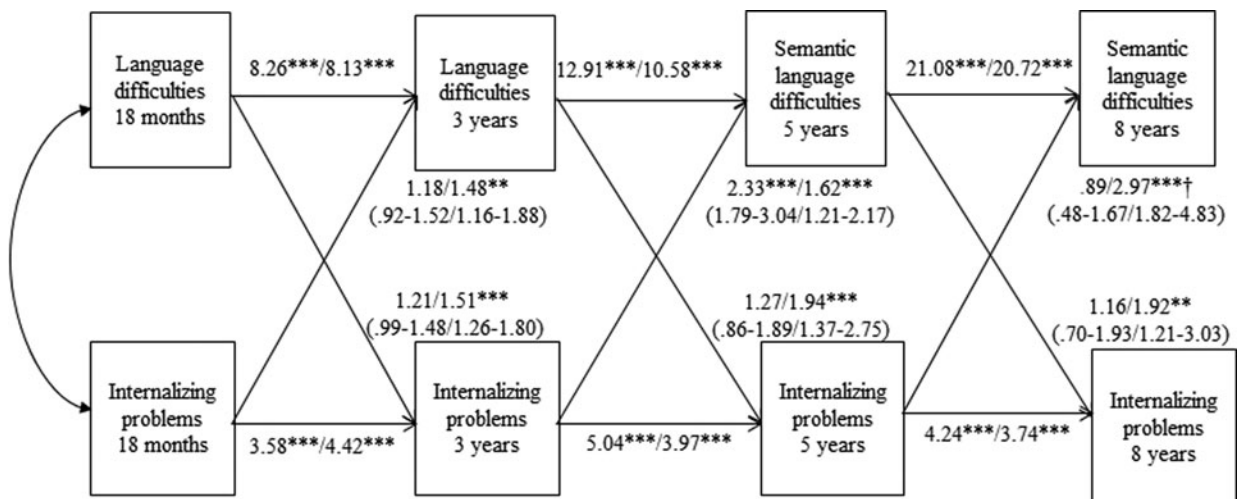 Language
difficulties
18 months
8.26***/8.13***
Language
difficulties
3 years
12.91***/10.58***
Semantic
language
difficulties
5 years
21.08***/20.72***
Semantic
language
difficulties
8 years
1.18/1.48**
(.92-1.52/1.16-1.88)
2.33***/1.62***
(1.79-3.04/1.21-2.17)
.89/2.97***†
(.48-1.67/1.82-4.83)
1.21/1.51***
(.99-1.48/1.26-1.80)
1.27/1.94***
(.86-1.89/1.37-2.75)
1.16/1.92**
(.70-1.93/1.21-3.03)
Internalizing
problems
18 months
3.58***/4.42***
Internalizing
problems
3 years
5.04***/3.97***
Internalizing
problems
5 years
4.24***/3.74***
Internalizing
problems
8 years